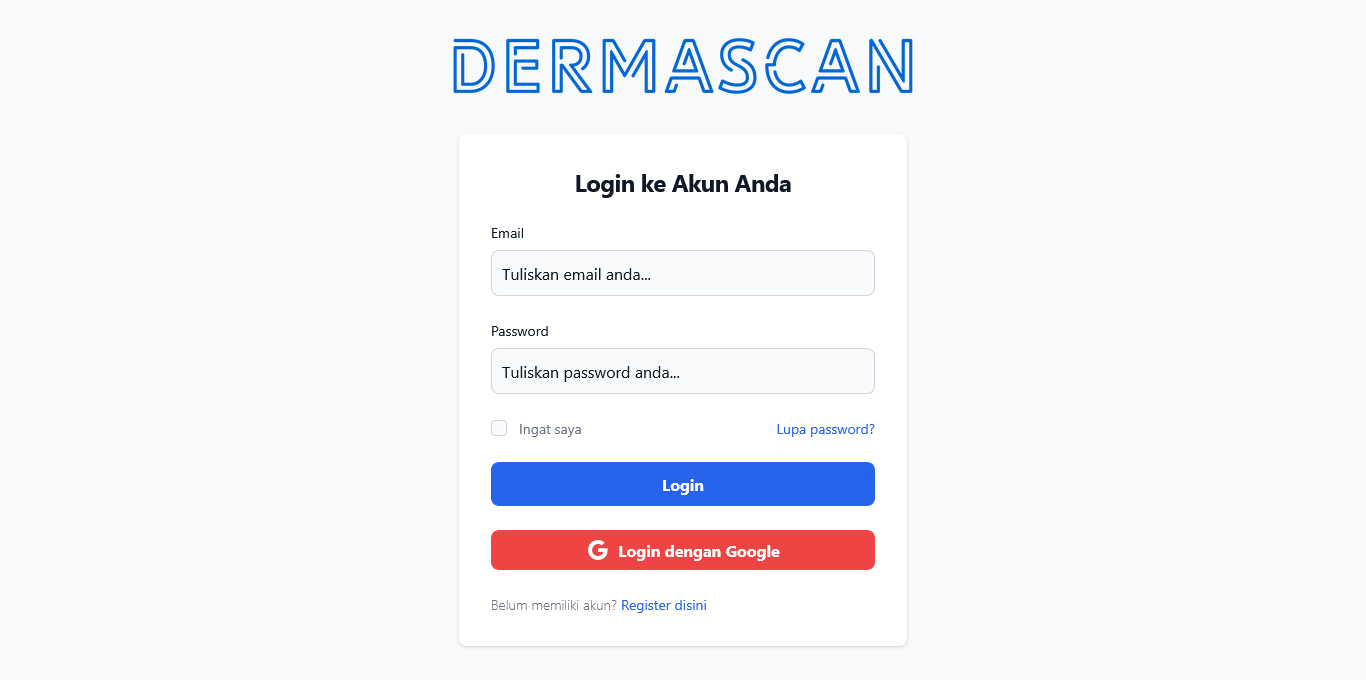 DERMASCAN
Login ke Akun Anda
Email
Tuliskan email anda...
Password
Tuliskan password anda...
Ingat saya
Lupa password?
Login
Login dengan Google
Belum memiliki akun? Register disini